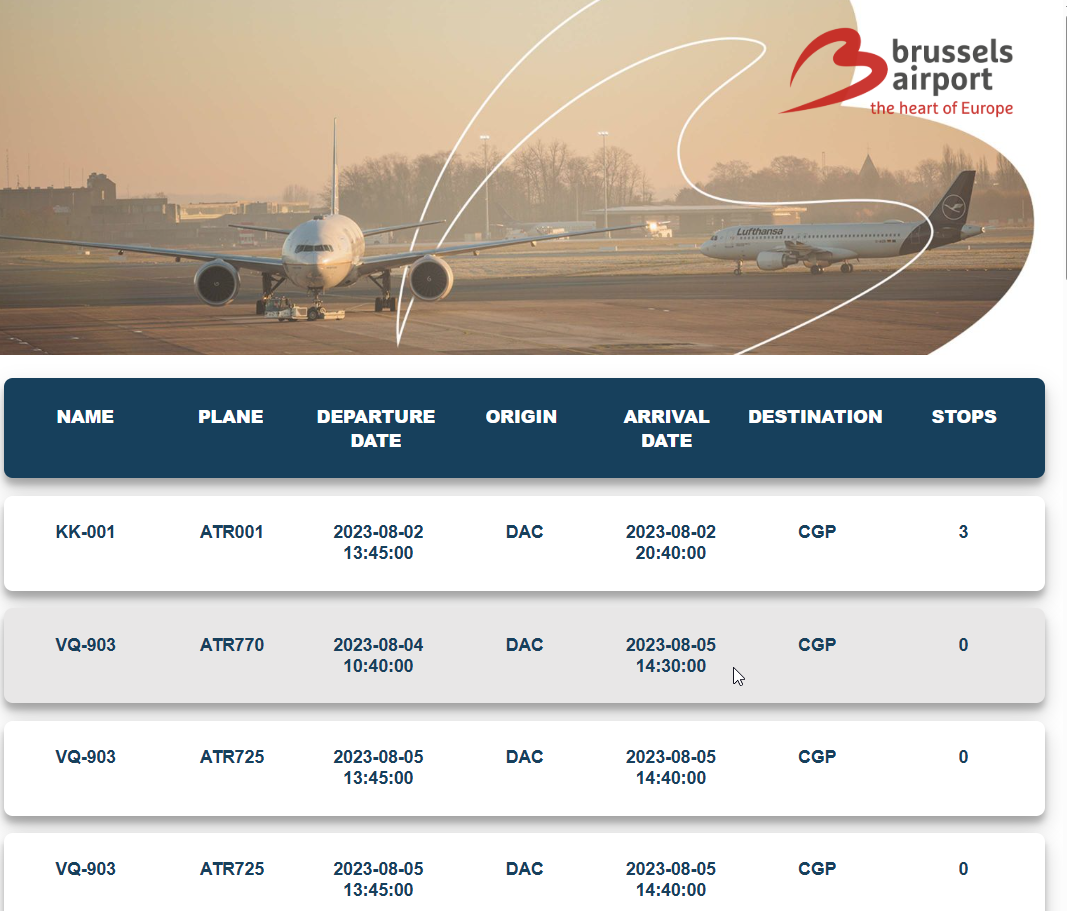 brussels
airport
the heart of Europe
Lufthansa
NAME PLANE DEPARTURE DATE ORIGIN ARRIVAL DATE DESTINATION STOPS
KK-001 ATR001 2023-08-02 13:45:00 DAC 2023-08-02 20:40:00 CGP 3
VQ-903 ATR770 2023-08-04 10:40:00 DAC 2023-08-05 14:30:00 CGP 0
VQ-903 ATR725 2023-08-05 13:45:00 DAC 2023-08-05 14:40:00 CGP 0
VQ-903 ATR725 2023-08-05 13:45:00 DAC 2023-08-05 14:40:00 CGP 0